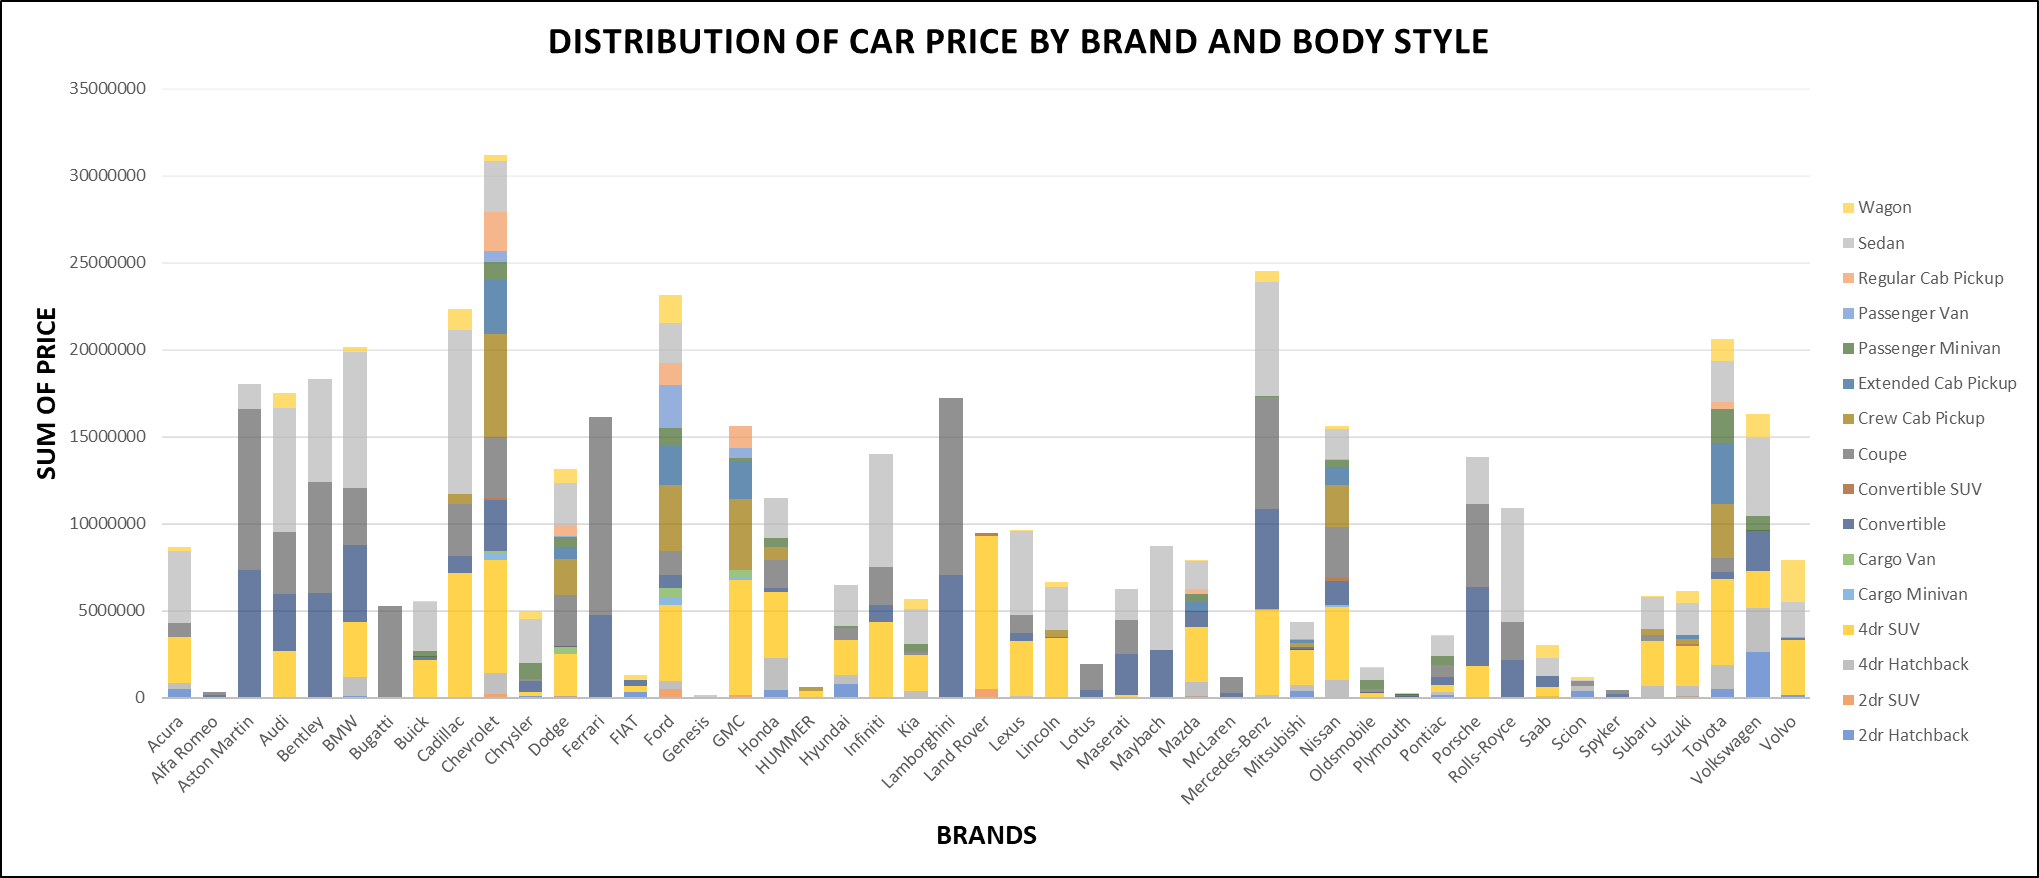 DISTRIBUTION OF CAR PRICE BY BRAND AND BODY STYLE
SUM OF PRICE
35000000
30000000
25000000
20000000
15000000
10000000
5000000
0
Acura
Alfa Romeo
Aston Martin
Audi
Bentley
BMW
Bugatti
Buick
Cadillac
Chevrolet
Chrysler
Dodge
Ferrari
FIAT
Ford
Genesis
GMC
Honda
HUMMER
Hyundai
Infiniti
Kia
Lamborghini
Land Rover
Lexus
Lincoln
Lotus
Maserati
Maybach
Mazda
McLaren
Mercedes-Benz
Mitsubishi
Nissan
Oldsmobile
Plymouth
Pontiac
Porsche
Rolls-Royce
Saab
Scion
Spyker
Subaru
Suzuki
Toyota
Volkswagen
Volvo
BRANDS
Wagon
Sedan
Regular Cab Pickup
Passenger Van
Passenger Minivan
Extended Cab Pickup
Crew Cab Pickup
Coupe
Convertible SUV
Convertible
Cargo Van
Cargo Minivan
4dr SUV
4dr Hatchback
2dr SUV
2dr Hatchback